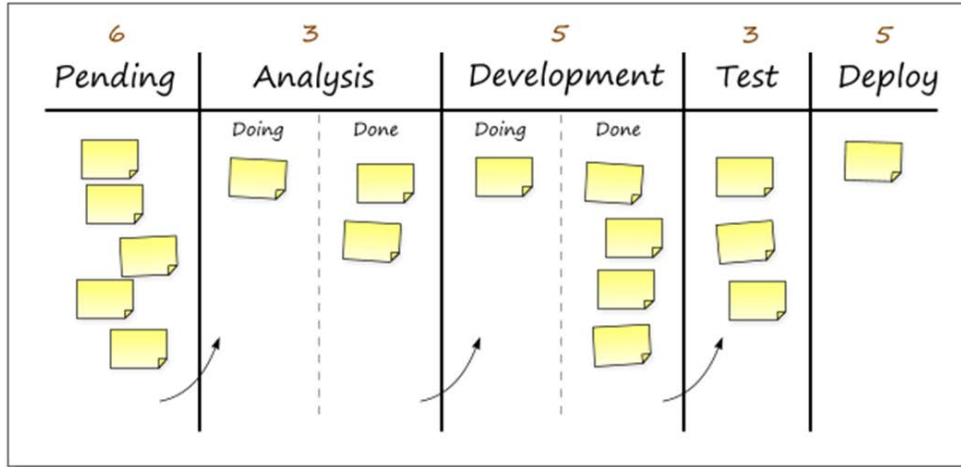 6 3 5 3 5
Pending Analysis Development Test Deploy
Doing Done Doing Done